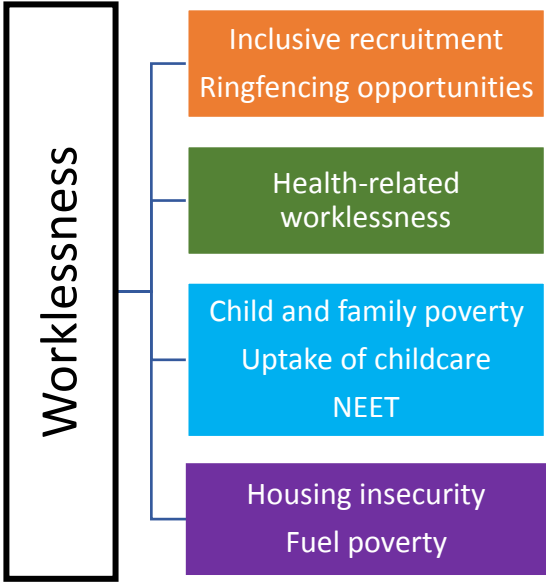 Worklessness
Inclusive recruitment
Ringfencing opportunities
Health-related
worklessness
Child and family poverty
Uptake of childcare
NEET
Housing insecurity
Fuel poverty